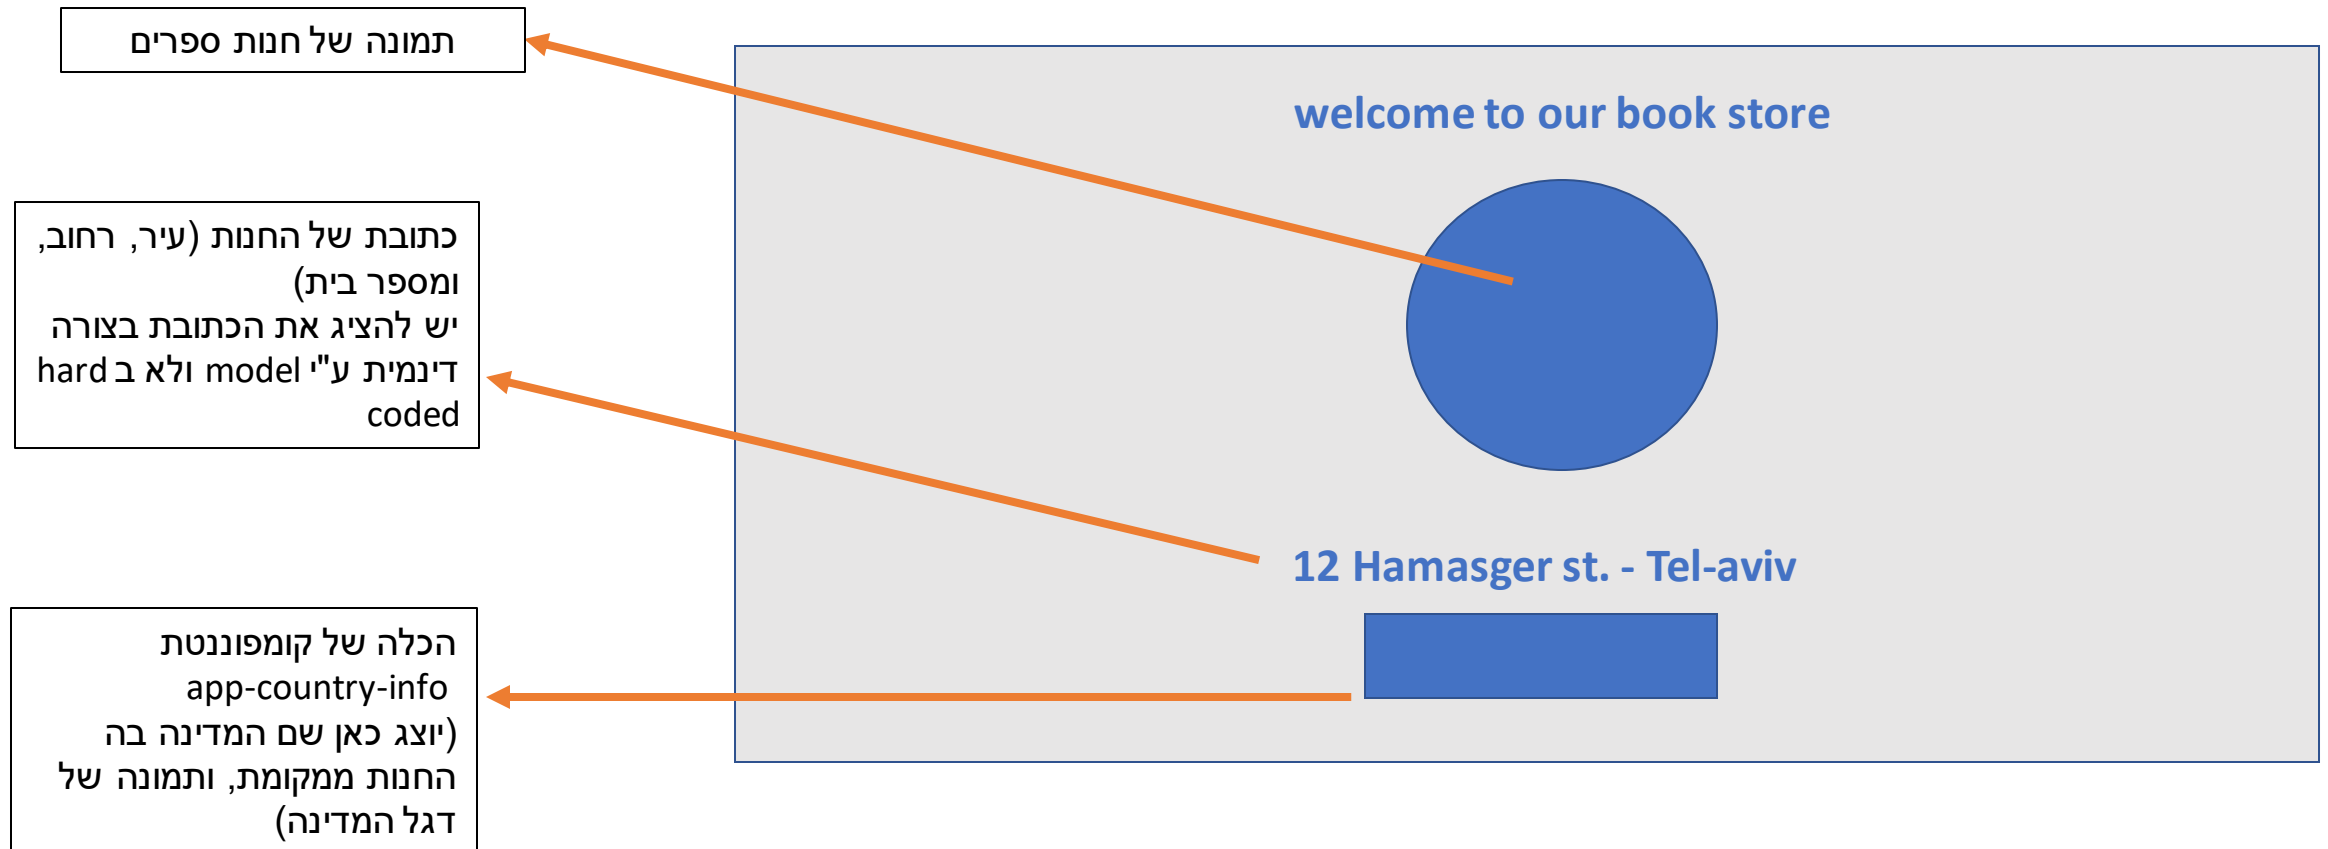 תמונה של חנות ספרים
welcome to our book store
כתובת של החנות (עיר, רחוב,
ומספר בית)
יש להציג את הכתובת בצורה
דינמית ע"י model ולא ב hard
coded
12 Hamasger st. - Tel-aviv
הכלה של קומפוננטת
app-country-info
(יוצג כאן שם המדינה בה
החנות ממקומת, ותמונה של
דגל המדינה)